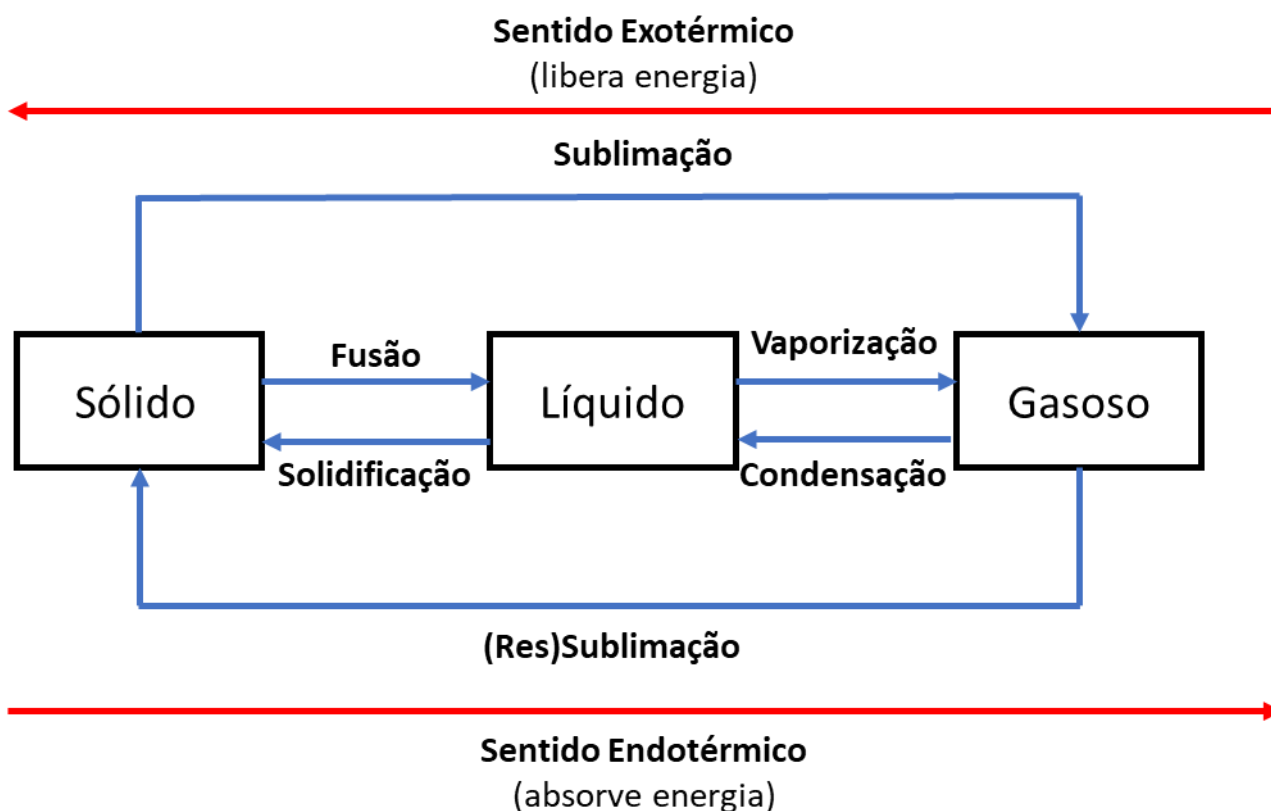 Sentido Exotérmico
(libera energia)
Sublimação
Fusão
Vaporização
Sólido
Líquido
Gasoso
Solidificação
Condensação
(Res)Sublimação
Sentido Endotérmico
(absorve energia)